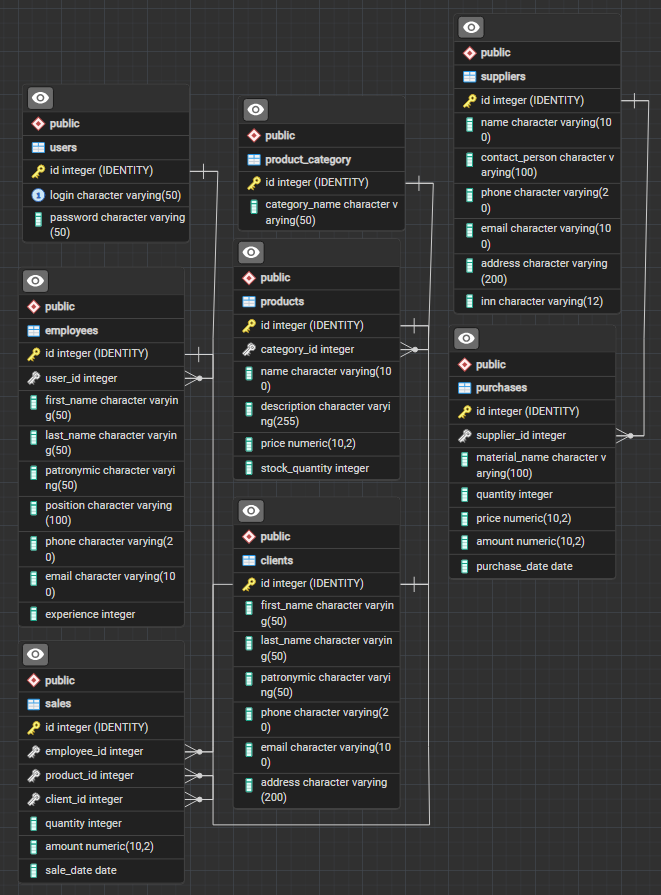 public
users
id integer (IDENTITY)
login character varying(50)
password character varying
(50)
public
employees
id integer (IDENTITY)
user_id integer
first_name character varyin
g(50)
last_name character varyin
g(50)
patronymic character varyi
ng(50)
position character varying
(100)
phone character varying(2
0)
email character varying(10
0)
experience integer
public
sales
id integer (IDENTITY)
employee_id integer
product_id integer
client_id integer
quantity integer
amount numeric(10,2)
sale_date date
public
product_category
id integer (IDENTITY)
category_name character v
arying(50)
public
products
id integer (IDENTITY)
category_id integer
name character varying(10
0)
description character varyi
ng(255)
price numeric(10,2)
stock_quantity integer
public
clients
id integer (IDENTITY)
first_name character varyin
g(50)
last_name character varyin
g(50)
patronymic character varyi
ng(50)
phone character varying(2
0)
email character varying(10
0)
address character varying
(200)
public
suppliers
id integer (IDENTITY)
name character varying(10
0)
contact_person character v
arying(100)
phone character varying(2
0)
email character varying(10
0)
address character varying
(200)
inn character varying(12)
public
purchases
id integer (IDENTITY)
supplier_id integer
material_name character v
arying(100)
quantity integer
price numeric(10,2)
amount numeric(10,2)
purchase_date date